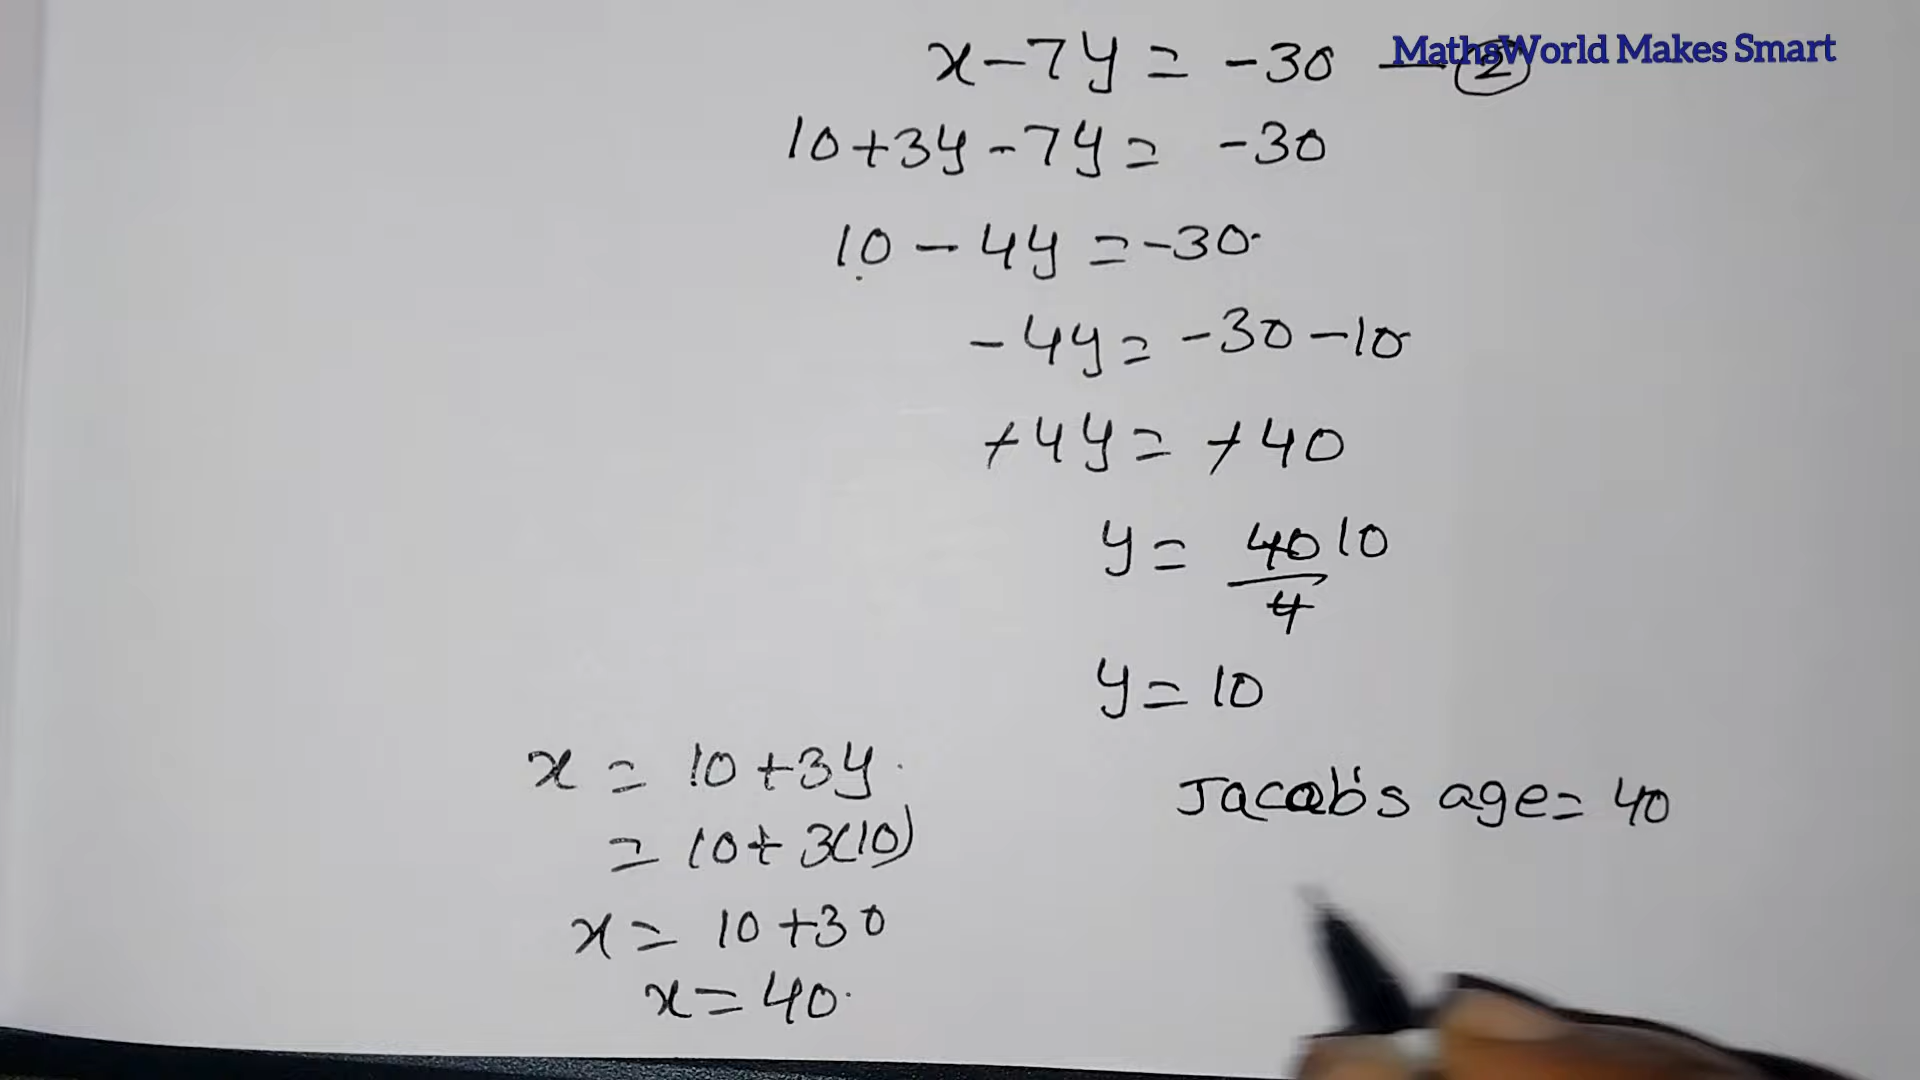 MathsWorld Makes Smart
x - 7y = -30 — ②
10 + 3y - 7y = -30
10 - 4y = -30
-4y = -30 - 10
+4y = +40
y = 40/4 10
y = 10
x = 10 + 3y
= 10 + 3(10)
x = 10 + 30
x = 40
Jacob's age = 40